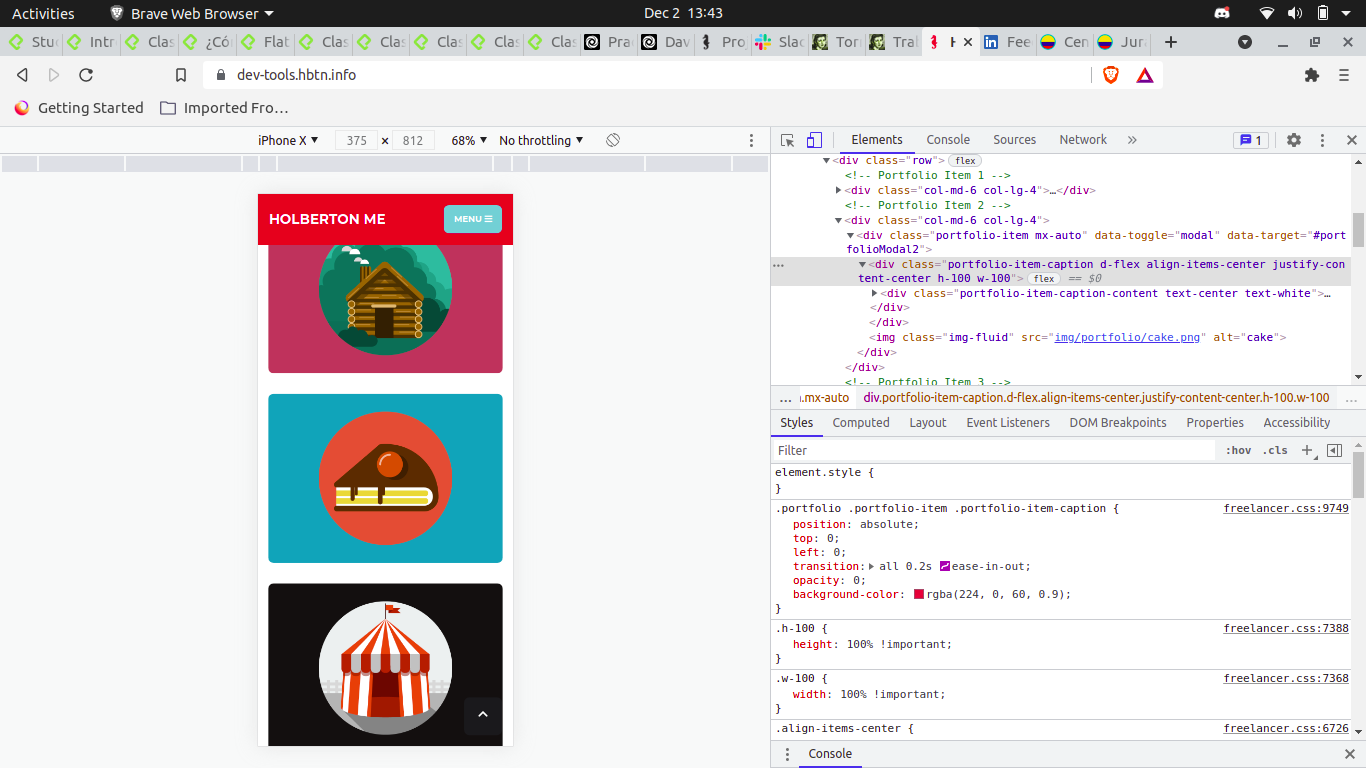 Activities Brave Web Browser Dec 2 13:43
Stu Intr Clas ¿Có Flat Clas Clas Clas Clas Clas Prac Dav Pro Slac Tor Tral H Fee Cen Jura
dev-tools.hbtn.info
Getting Started Imported Fro…
iPhone X 375 × 812 68% No throttling
Elements Console Sources Network 1
HOLBERTON ME MENU
<div class="row"> flex
<!-- Portfolio Item 1 -->
<div class="col-md-6 col-lg-4">…</div>
<!-- Portfolio Item 2 -->
<div class="col-md-6 col-lg-4">
<div class="portfolio-item mx-auto" data-toggle="modal" data-target="#port
folioModal2">
<div class="portfolio-item-caption d-flex align-items-center justify-con
tent-center h-100 w-100"> flex == $0
<div class="portfolio-item-caption-content text-center text-white">…
</div>
</div>
<img class="img-fluid" src="img/portfolio/cake.png" alt="cake">
</div>
</div>
<!-- Portfolio Item 3 -->
... .mx-auto div.portfolio-item-caption.d-flex.align-items-center.justify-content-center.h-100.w-100 ...
Styles Computed Layout Event Listeners DOM Breakpoints Properties Accessibility
Filter :hov .cls
element.style {
}
.portfolio .portfolio-item .portfolio-item-caption { freelancer.css:9749
position: absolute;
top: 0;
left: 0;
transition: all 0.2s ease-in-out;
opacity: 0;
background-color: rgba(224, 0, 60, 0.9);
}
.h-100 { freelancer.css:7388
height: 100% !important;
}
.w-100 { freelancer.css:7368
width: 100% !important;
}
.align-items-center { freelancer.css:6726
Console